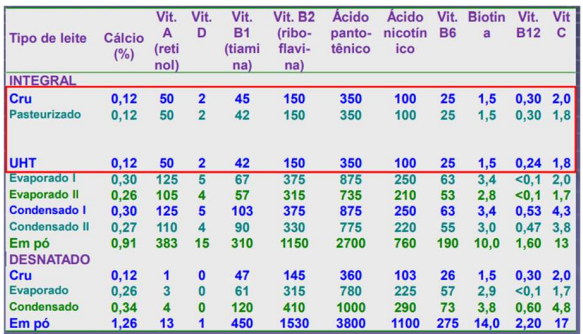 Tipo de leite Cálcio (%) Vit. A (reti nol) Vit. D Vit. B1 (tiami na) Vit. B2 (ribo- flavi- na) Ácido panto- tênico Ácido nicotín ico Vit. B6 Biotin a Vit. B12 Vit C
INTEGRAL
Cru 0,12 50 2 45 150 350 100 25 1,5 0,30 2,0
Pasteurizado 0,12 50 2 42 150 350 100 25 1,5 0,30 1,8
UHT 0,12 50 2 42 150 350 100 25 1,5 0,24 1,8
Evaporado I 0,30 125 5 67 375 875 250 63 3,4 <0,1 2,0
Evaporado II 0,26 105 4 57 315 735 210 53 2,8 <0,1 1,7
Condensado I 0,30 125 5 103 375 875 250 63 3,4 0,53 4,3
Condensado II 0,27 110 4 90 330 775 220 55 3,0 0,47 3,8
Em pó 0,91 383 15 310 1150 2700 760 190 10,0 1,60 13
DESNATADO
Cru 0,12 1 0 47 145 360 103 26 1,5 0,30 2,0
Evaporado 0,26 3 0 61 315 780 225 57 2,9 <0,1 1,7
Condensado 0,34 4 0 120 410 1000 290 73 3,8 0,60 4,8
Em pó 1,26 13 1 450 1530 3800 1100 275 14,0 2,20 17